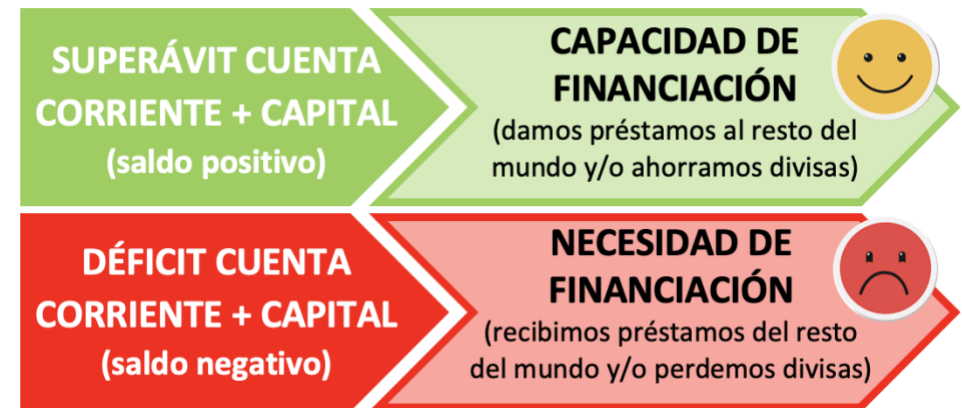 SUPERÁVIT CUENTA
CORRIENTE + CAPITAL
(saldo positivo)
CAPACIDAD DE
FINANCIACIÓN
(damos préstamos al resto del
mundo y/o ahorramos divisas)
DÉFICIT CUENTA
CORRIENTE + CAPITAL
(saldo negativo)
NECESIDAD DE
FINANCIACIÓN
(recibimos préstamos del resto
del mundo y/o perdemos divisas)